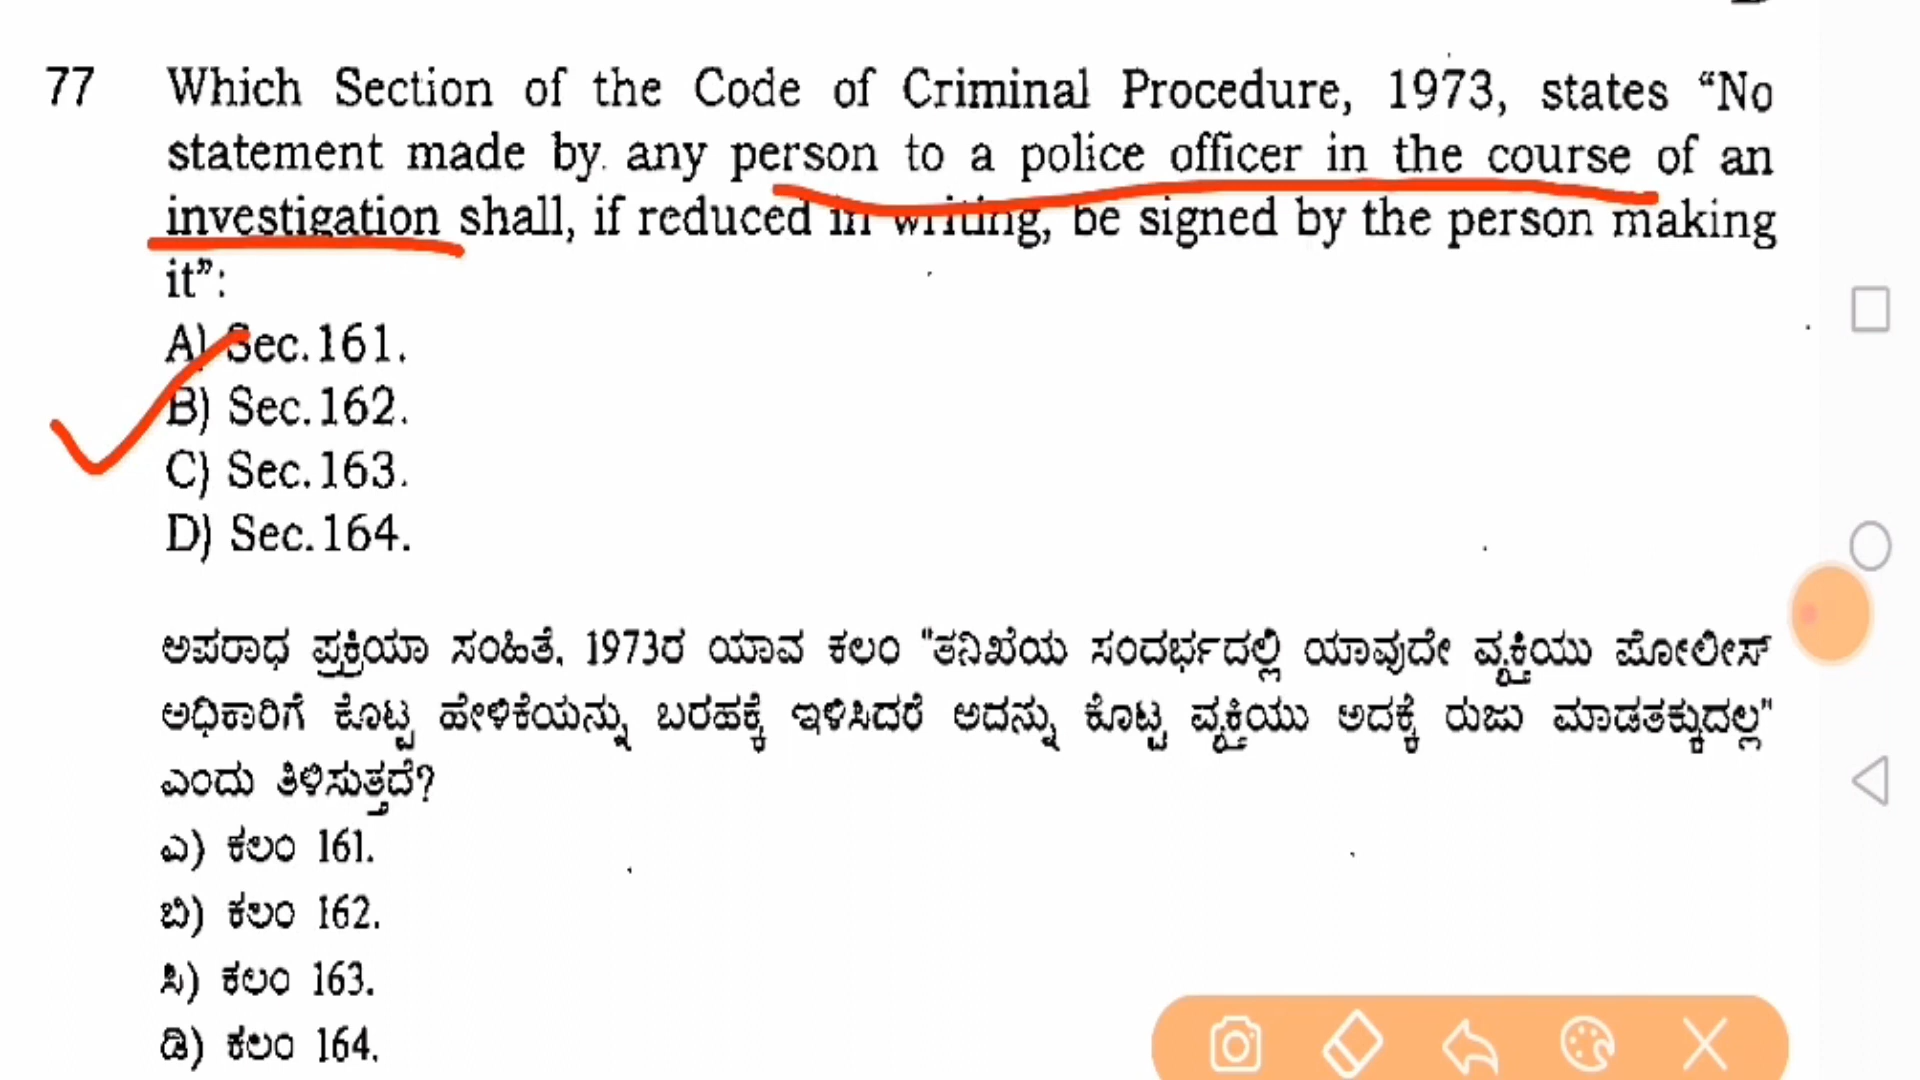 77 Which Section of the Code of Criminal Procedure, 1973, states “No
statement made by any person to a police officer in the course of an
investigation shall, if reduced in writing, be signed by the person making
it”:
A) Sec.161.
B) Sec.162.
C) Sec.163.
D) Sec.164.
ಅಪರಾಧ ಪ್ರಕ್ರಿಯಾ ಸಂಹಿತೆ, 1973ರ ಯಾವ ಕಲಂ "ತನಿಖೆಯ ಸಂದರ್ಭದಲ್ಲಿ ಯಾವುದೇ ವ್ಯಕ್ತಿಯು ಪೋಲೀಸ್
ಅಧಿಕಾರಿಗೆ ಕೊಟ್ಟ ಹೇಳಿಕೆಯನ್ನು ಬರಹಕ್ಕೆ ಇಳಿಸಿದರೆ ಅದನ್ನು ಕೊಟ್ಟ ವ್ಯಕ್ತಿಯು ಅದಕ್ಕೆ ರುಜು ಮಾಡತಕ್ಕುದಲ್ಲ"
ಎಂದು ತಿಳಿಸುತ್ತದೆ?
ಎ) ಕಲಂ 161.
ಬಿ) ಕಲಂ 162.
ಸಿ) ಕಲಂ 163.
ಡಿ) ಕಲಂ 164.